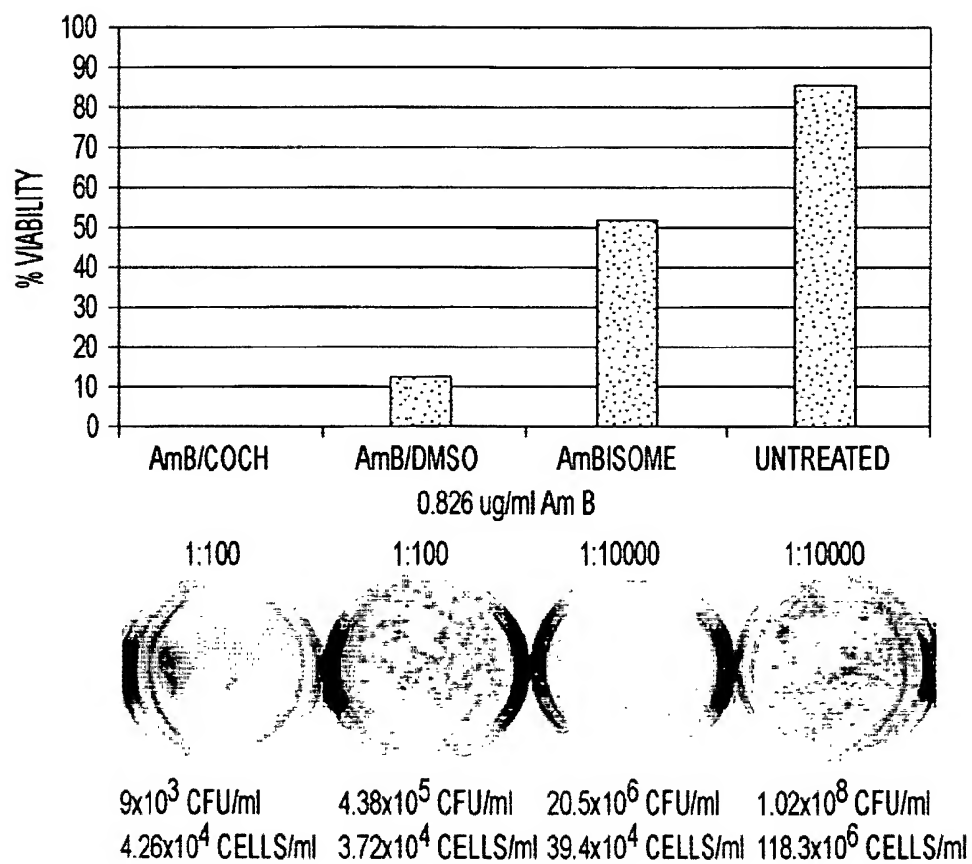 100
90
80
70
60
50
40
30
20
10
0
% VIABILITY
AmB/COCH AmB/DMSO AmBISOME UNTREATED
0.826 ug/ml Am B
1:100 1:100 1:10000 1:10000
9x10³ CFU/ml 4.38x10⁵ CFU/ml 20.5x10⁶ CFU/ml 1.02x10⁸ CFU/ml
4.26x10⁴ CELLS/ml 3.72x10⁴ CELLS/ml 39.4x10⁴ CELLS/ml 118.3x10⁶ CELLS/ml